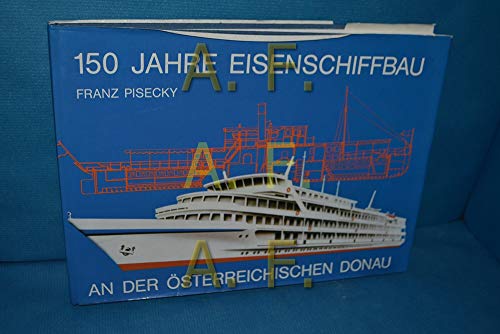 150 JAHRE EISENSCHIFFBAU
FRANZ PISECKY
A. F.
A. F.
A. F.
AN DER ÖSTERREICHISCHEN DONAU